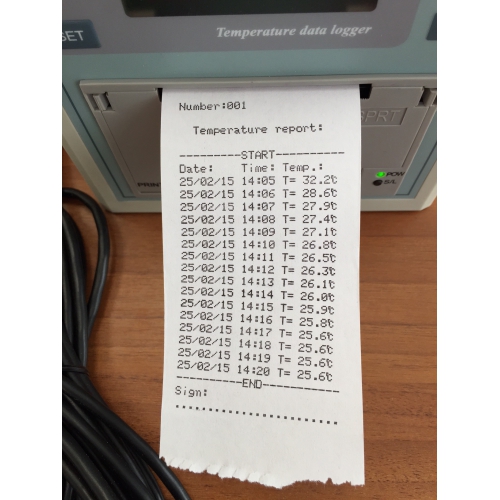 SET
Temperature data logger
Number:001
Temperature report:
----------START----------
Date: Time: Temp.:
25/02/15 14:05 T= 32.2℃
25/02/15 14:06 T= 28.6℃
25/02/15 14:07 T= 27.9℃
25/02/15 14:08 T= 27.4℃
25/02/15 14:09 T= 27.1℃
25/02/15 14:10 T= 26.8℃
25/02/15 14:11 T= 26.5℃
25/02/15 14:12 T= 26.3℃
25/02/15 14:13 T= 26.1℃
25/02/15 14:14 T= 26.0℃
25/02/15 14:15 T= 25.9℃
25/02/15 14:16 T= 25.8℃
25/02/15 14:17 T= 25.6℃
25/02/15 14:18 T= 25.6℃
25/02/15 14:19 T= 25.6℃
25/02/15 14:20 T= 25.6℃
----------END------------
Sign:
.......................
PRINT
SPRT
POW
S/L